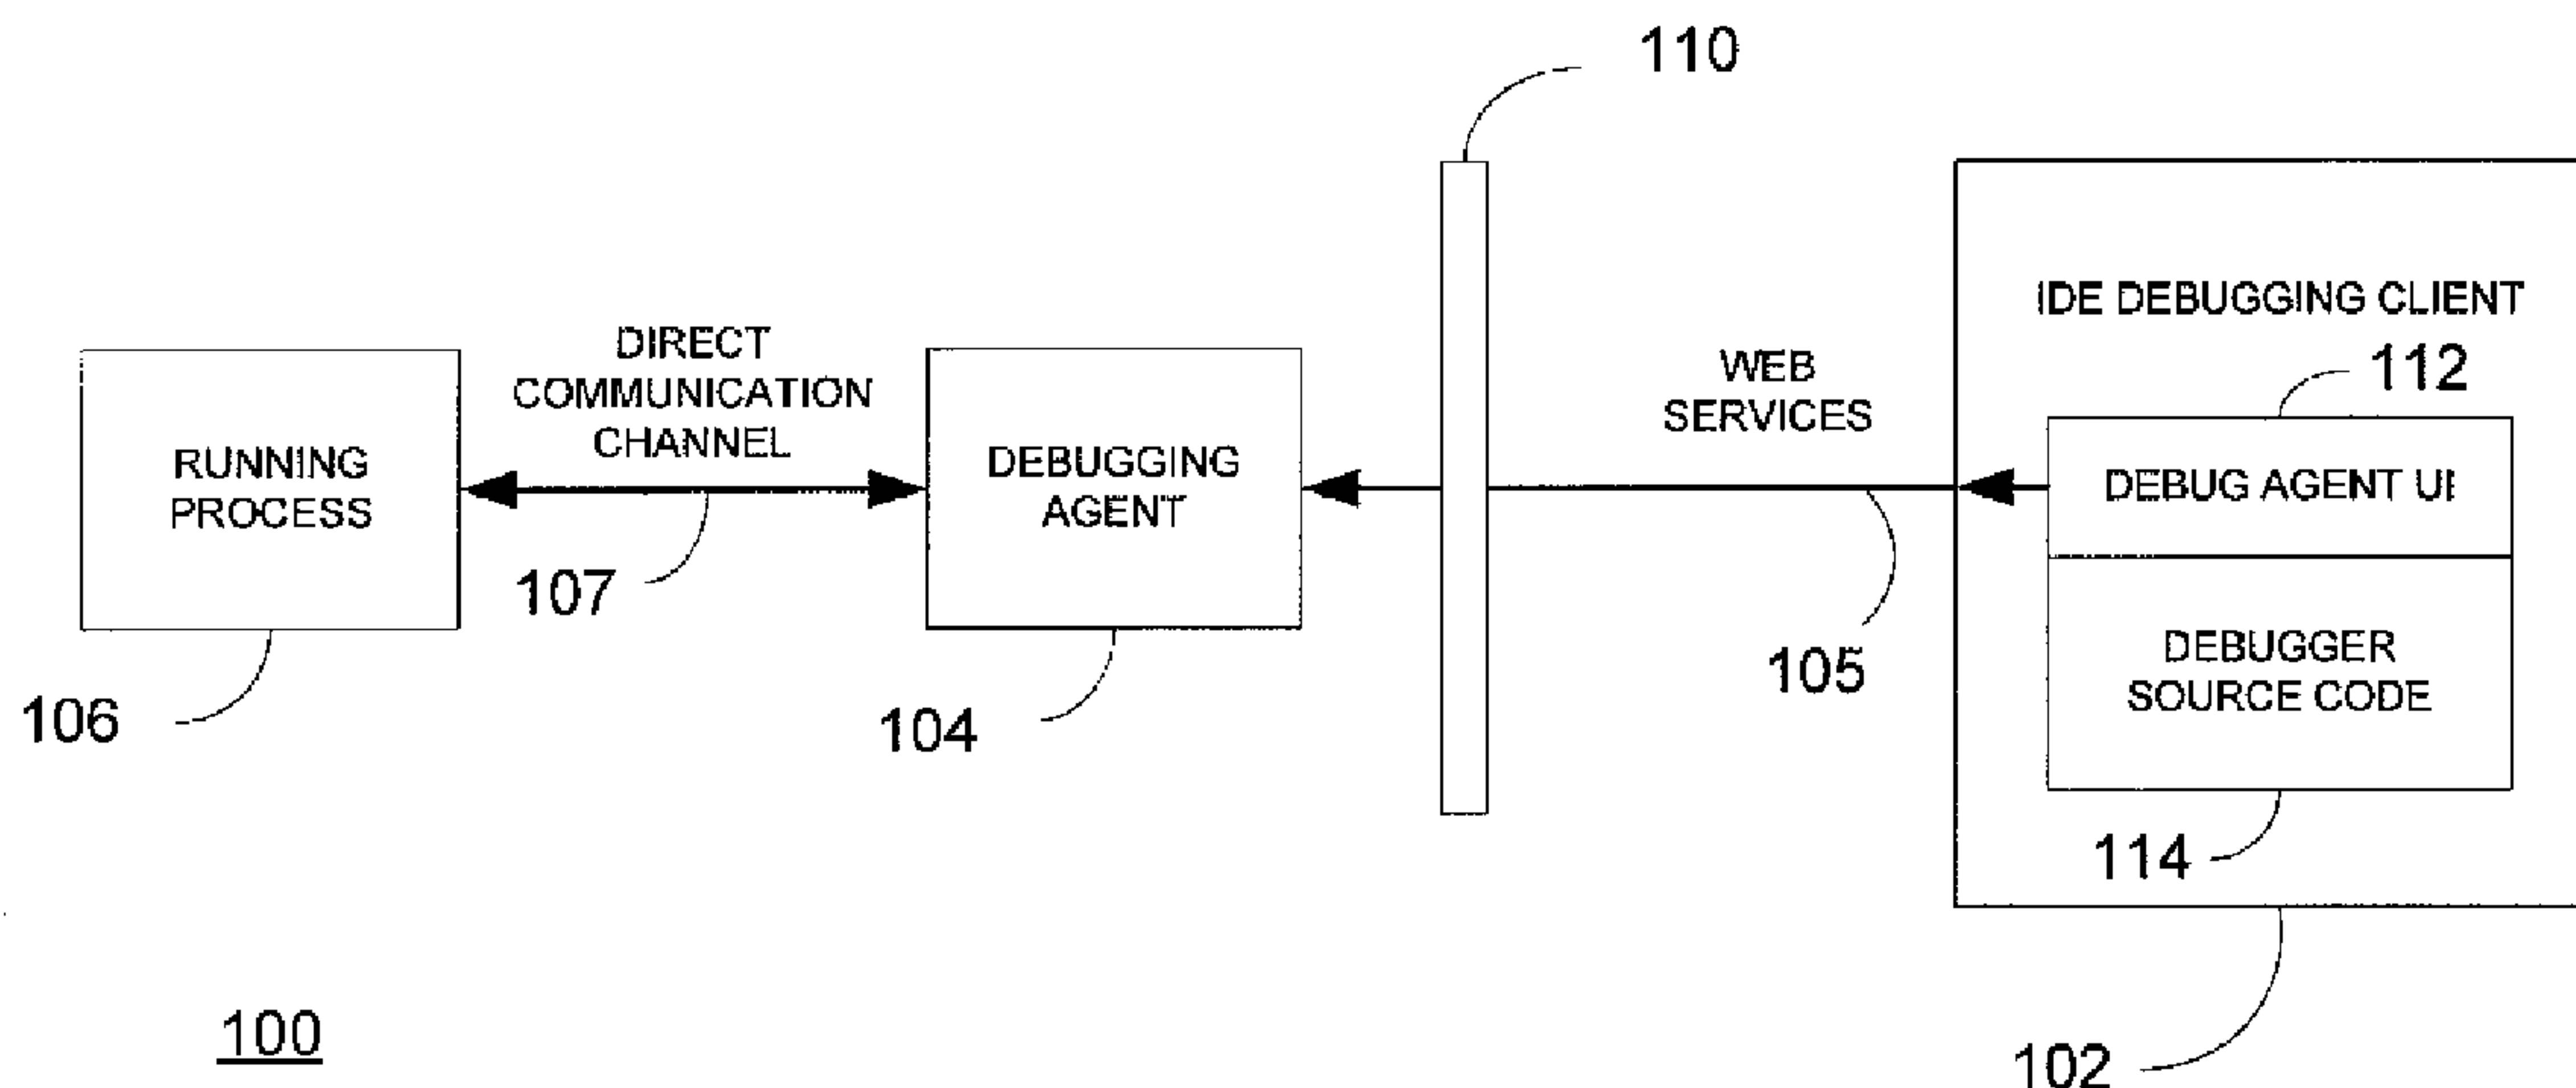 110
IDE DEBUGGING CLIENT
112
DIRECT
COMMUNICATION
CHANNEL
WEB
SERVICES
RUNNING
PROCESS
DEBUGGING
AGENT
DEBUG AGENT UI
107
105
DEBUGGER
SOURCE CODE
106
104
114
100
102